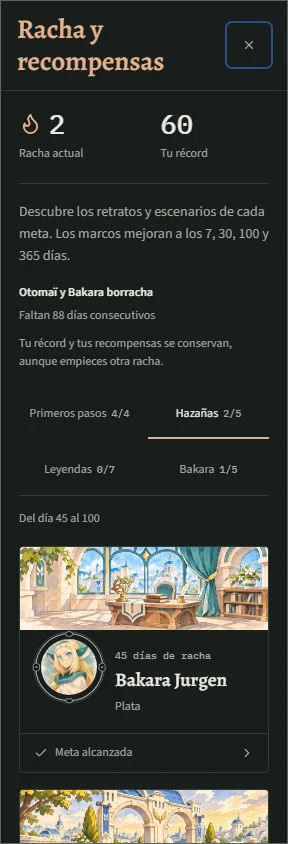 Racha y
recompensas
2
60
Racha actual
Tu récord
Descubre los retratos y escenarios de cada
meta. Los marcos mejoran a los 7, 30, 100 y
365 días.
Otomaï y Bakara borracha
Faltan 88 días consecutivos
Tu récord y tus recompensas se conservan,
aunque empieces otra racha.
Primeros pasos 4/4
Hazañas 2/5
Leyendas 0/7
Bakara 1/5
Del día 45 al 100
45 días de racha
Bakara Jurgen
Plata
Meta alcanzada